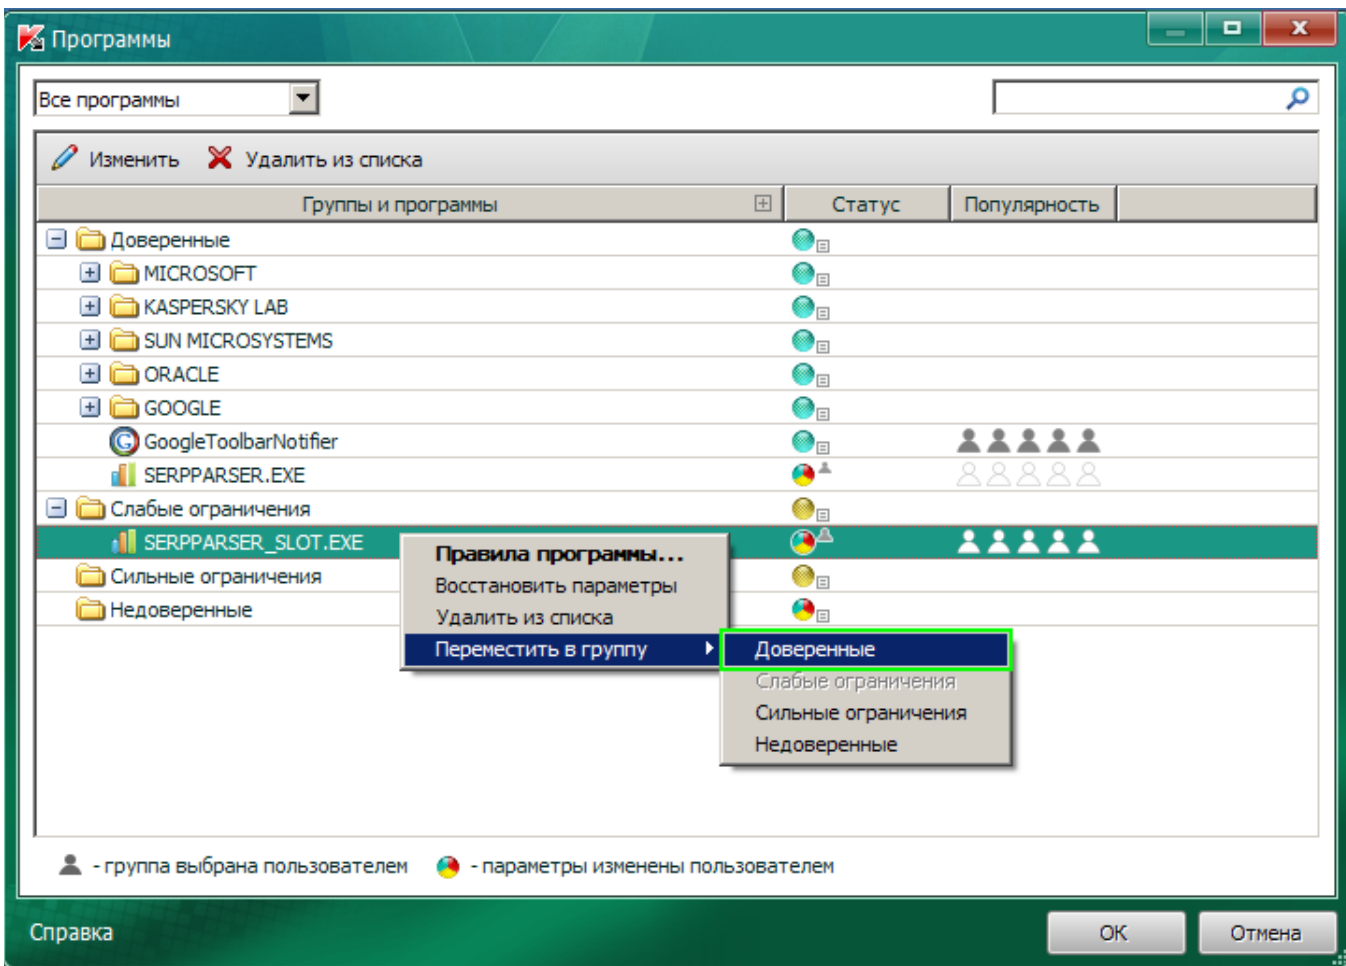 Программы
Все программы
Изменить Удалить из списка
Группы и программы Статус Популярность
Доверенные
MICROSOFT
KASPERSKY LAB
SUN MICROSYSTEMS
ORACLE
GOOGLE
GoogleToolbarNotifier
SERPPARSER.EXE
Слабые ограничения
SERPPARSER_SLOT.EXE
Сильные ограничения
Недоверенные
Правила программы...
Восстановить параметры
Удалить из списка
Переместить в группу
Доверенные
Слабые ограничения
Сильные ограничения
Недоверенные
- группа выбрана пользователем - параметры изменены пользователем
Справка OK Отмена